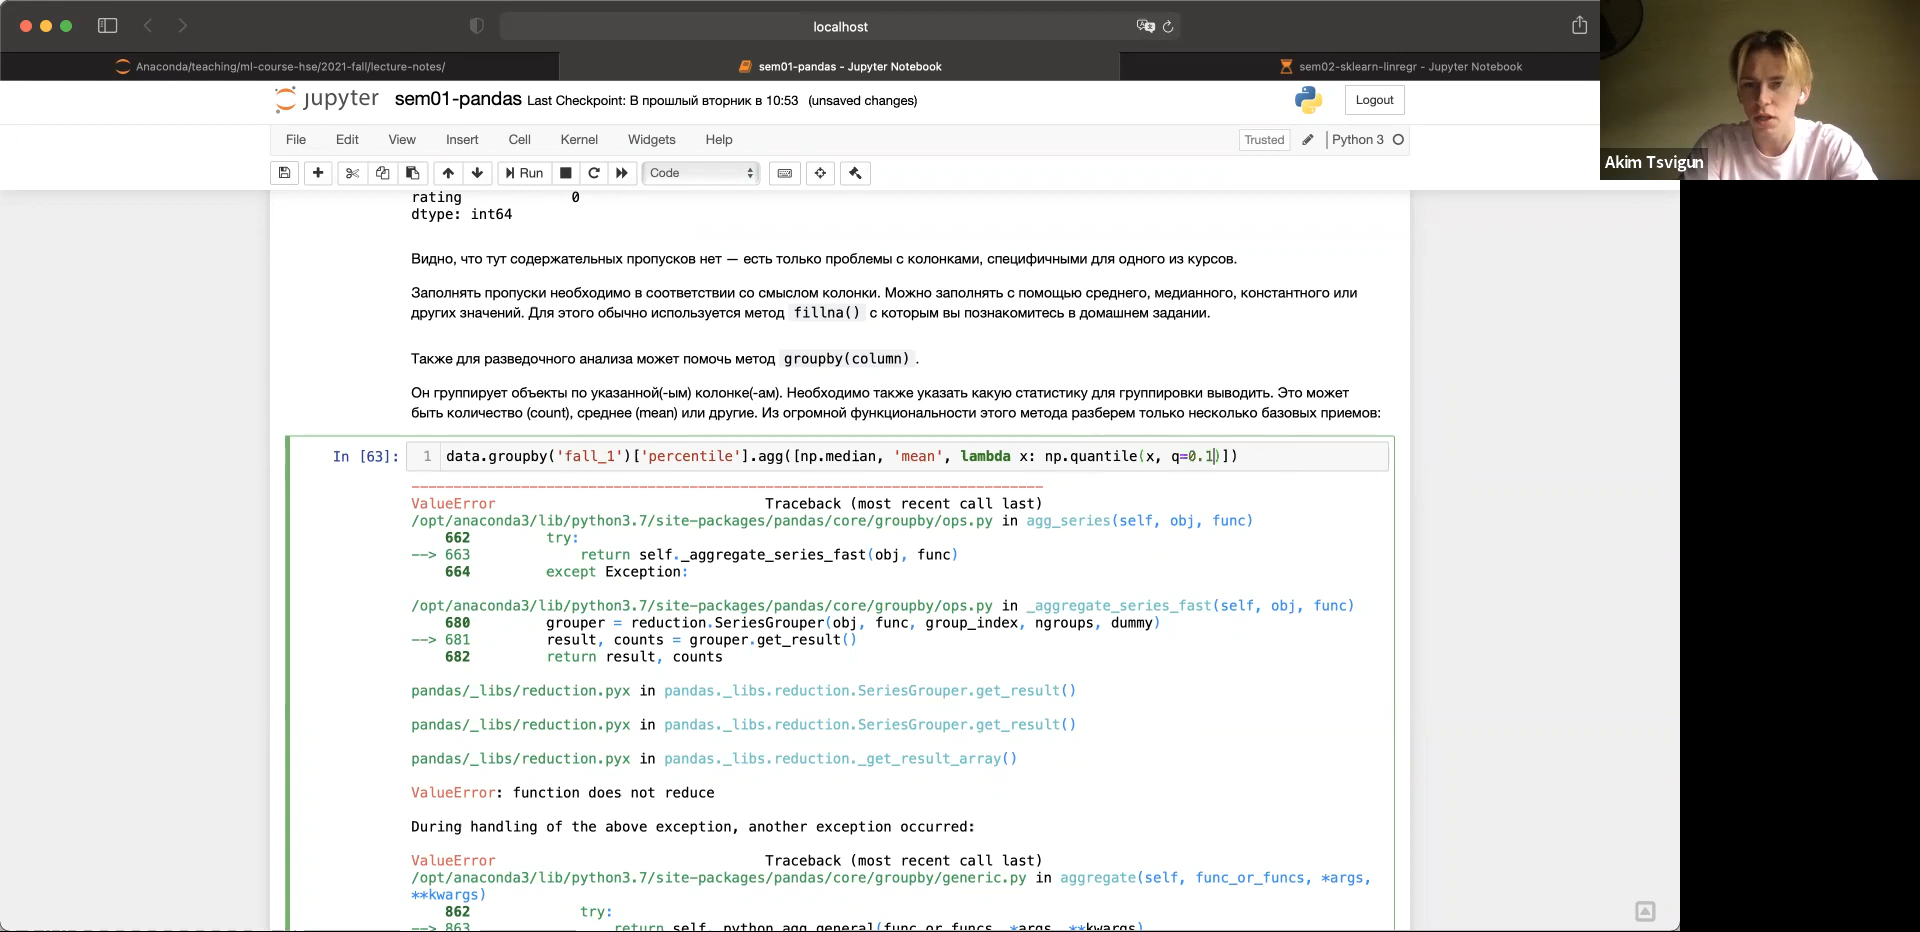 localhost
Anaconda/teaching/ml-course-hse/2021-fall/lecture-notes/
sem01-pandas - Jupyter Notebook
sem02-sklearn-linregr - Jupyter Notebook
jupyter sem01-pandas Last Checkpoint: В прошлый вторник в 10:53 (unsaved changes)
Logout
File Edit View Insert Cell Kernel Widgets Help
Trusted Python 3
Run Code
Akim Tsvigun
rating 0
dtype: int64
Видно, что тут содержательных пропусков нет — есть только проблемы с колонками, специфичными для одного из курсов.
Заполнять пропуски необходимо в соответствии со смыслом колонки. Можно заполнять с помощью среднего, медианного, константного или
других значений. Для этого обычно используется метод fillna() с которым вы познакомитесь в домашнем задании.
Также для разведочного анализа может помочь метод groupby(column) .
Он группирует объекты по указанной(-ым) колонке(-ам). Необходимо также указать какую статистику для группировки выводить. Это может
быть количество (count), среднее (mean) или другие. Из огромной функциональности этого метода разберем только несколько базовых приемов:
In [63]: 1 data.groupby('fall_1')['percentile'].agg([np.median, 'mean', lambda x: np.quantile(x, q=0.1)])
---------------------------------------------------------------------------
ValueError Traceback (most recent call last)
/opt/anaconda3/lib/python3.7/site-packages/pandas/core/groupby/ops.py in agg_series(self, obj, func)
662 try:
--> 663 return self._aggregate_series_fast(obj, func)
664 except Exception:
/opt/anaconda3/lib/python3.7/site-packages/pandas/core/groupby/ops.py in _aggregate_series_fast(self, obj, func)
680 grouper = reduction.SeriesGrouper(obj, func, group_index, ngroups, dummy)
--> 681 result, counts = grouper.get_result()
682 return result, counts
pandas/_libs/reduction.pyx in pandas._libs.reduction.SeriesGrouper.get_result()
pandas/_libs/reduction.pyx in pandas._libs.reduction.SeriesGrouper.get_result()
pandas/_libs/reduction.pyx in pandas._libs.reduction._get_result_array()
ValueError: function does not reduce
During handling of the above exception, another exception occurred:
ValueError Traceback (most recent call last)
/opt/anaconda3/lib/python3.7/site-packages/pandas/core/groupby/generic.py in aggregate(self, func_or_funcs, *args,
**kwargs)
862 try:
--> 863 return self._python_agg_general(func_or_funcs, *args, **kwargs)